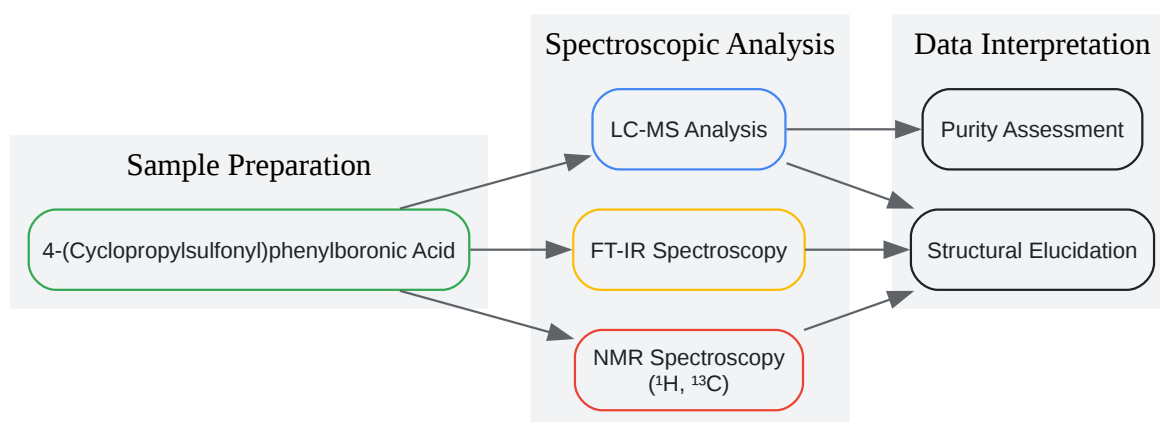 Sample Preparation
4-(Cyclopropylsulfonyl)phenylboronic Acid
Spectroscopic Analysis
LC-MS Analysis
FT-IR Spectroscopy
NMR Spectroscopy
(¹H, ¹³C)
Data Interpretation
Purity Assessment
Structural Elucidation